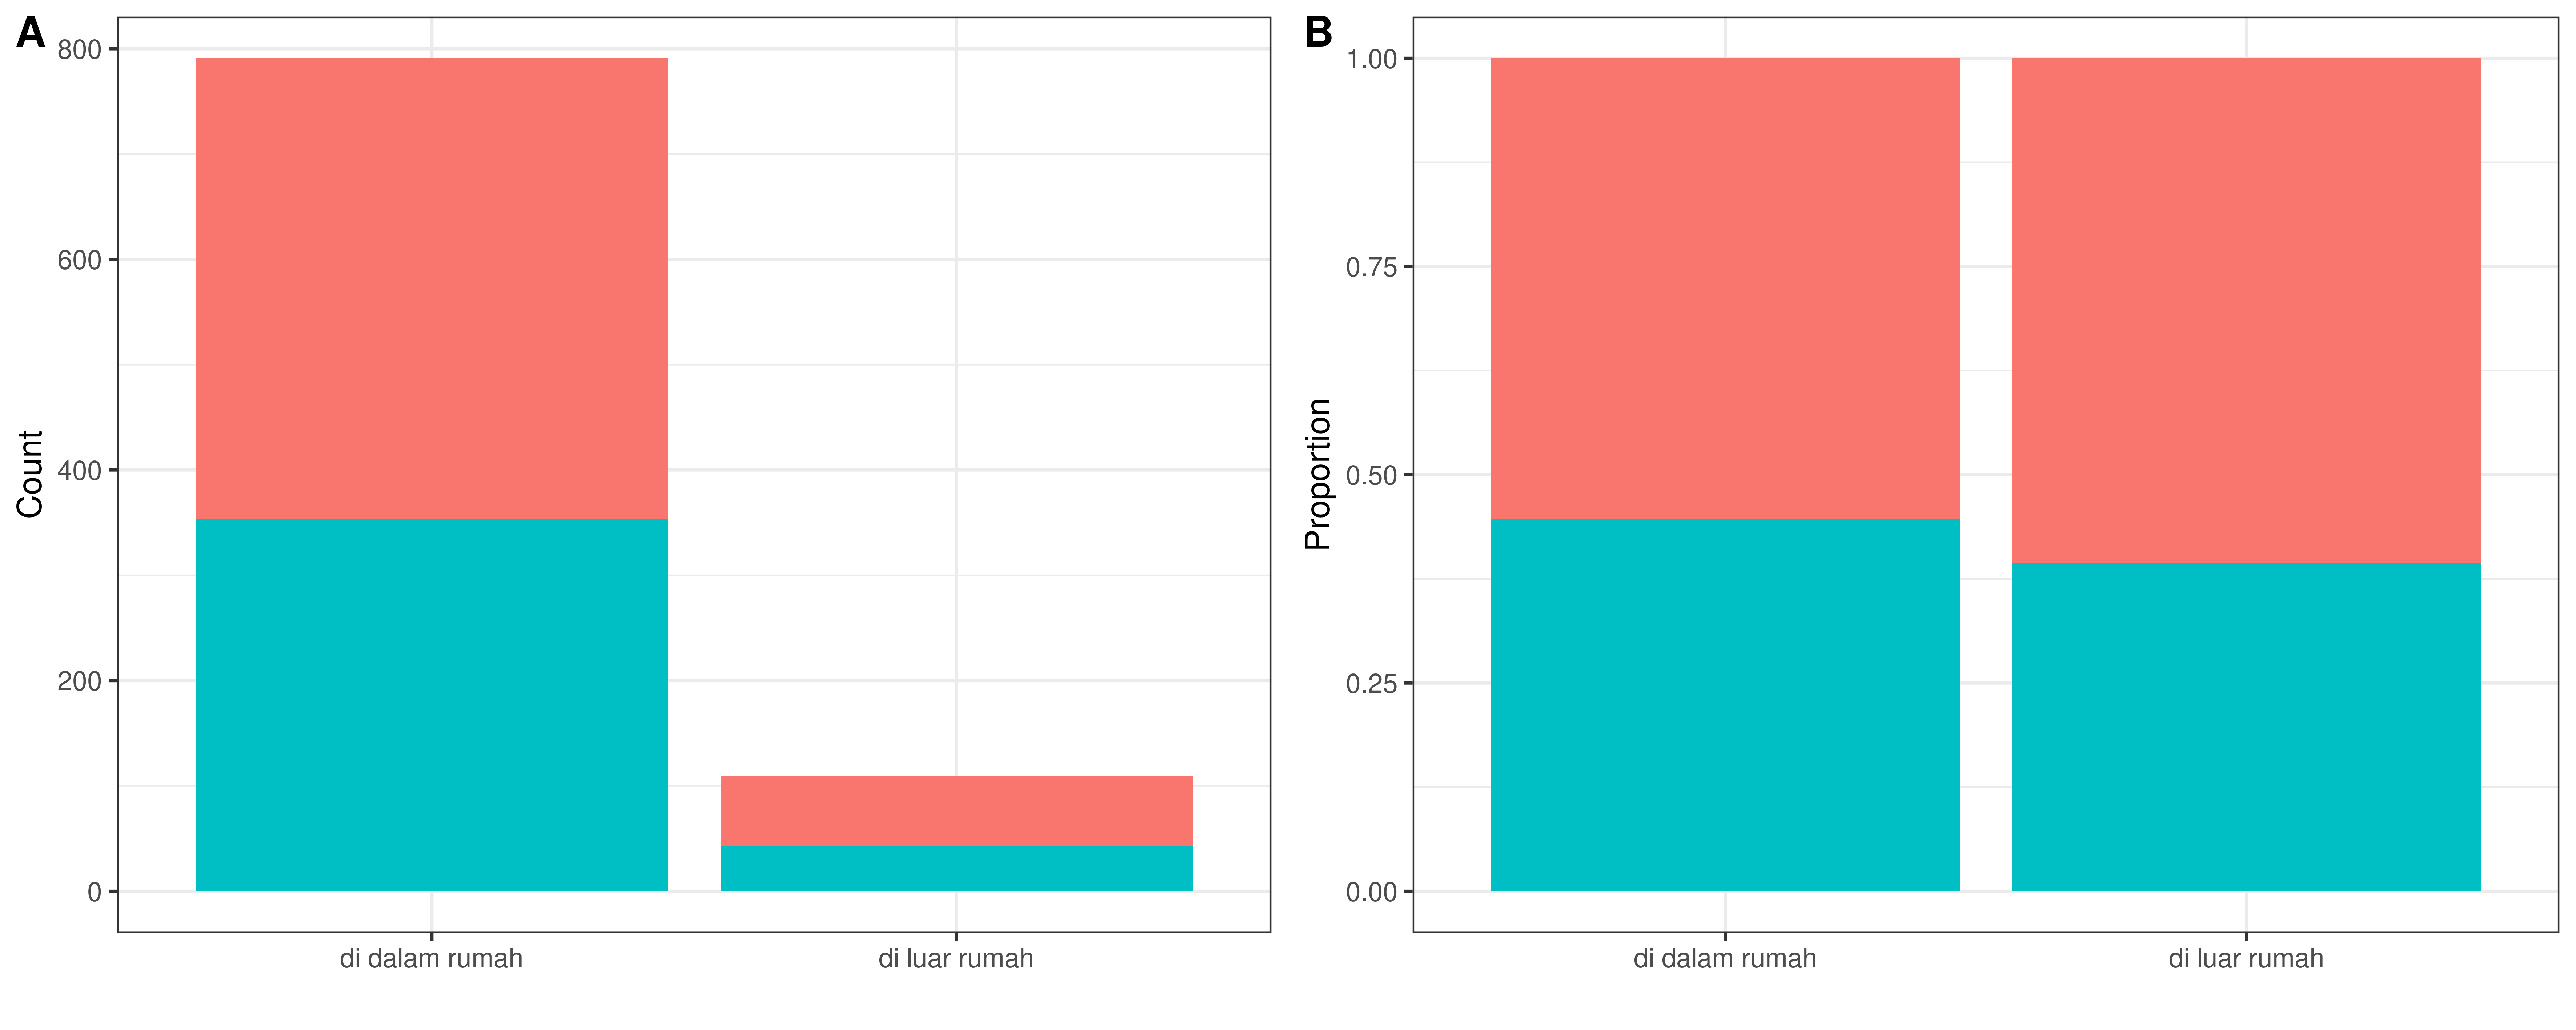 A
800
600
400
200
0
Count
di dalam rumah
di luar rumah
B
1.00
0.75
0.50
0.25
0.00
Proportion
di dalam rumah
di luar rumah